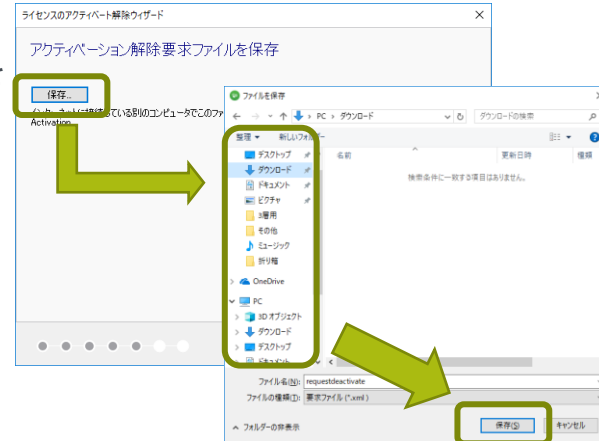 ライセンスのアクティベート解除ウィザード
アクティベーション解除要求ファイルを保存
保存...
インターネットに接続している別のコンピュータでこのファ
Activation
ファイルを保存
PC › ダウンロード
ダウンロードの検索
整理
新しいフォルダー
名前
更新日時
種類
検索条件に一致する項目はありません。
デスクトップ
ダウンロード
ドキュメント
ピクチャ
3層用
その他
ミュージック
折り箱
OneDrive
PC
3D オブジェクト
ダウンロード
デスクトップ
ドキュメント
ファイル名(N): requestdeactivate
ファイルの種類(D): 要求ファイル (*.xml)
フォルダーの非表示
保存(S)
キャンセル